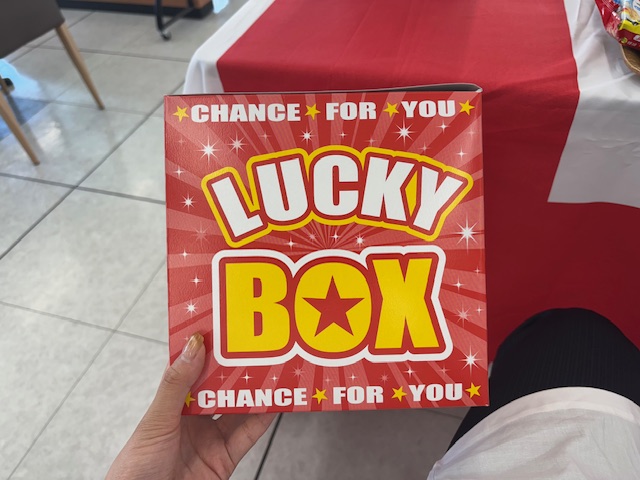 CHANCE ★ FOR ★ YOU
LUCKY
BOX
CHANCE ★ FOR ★ YOU